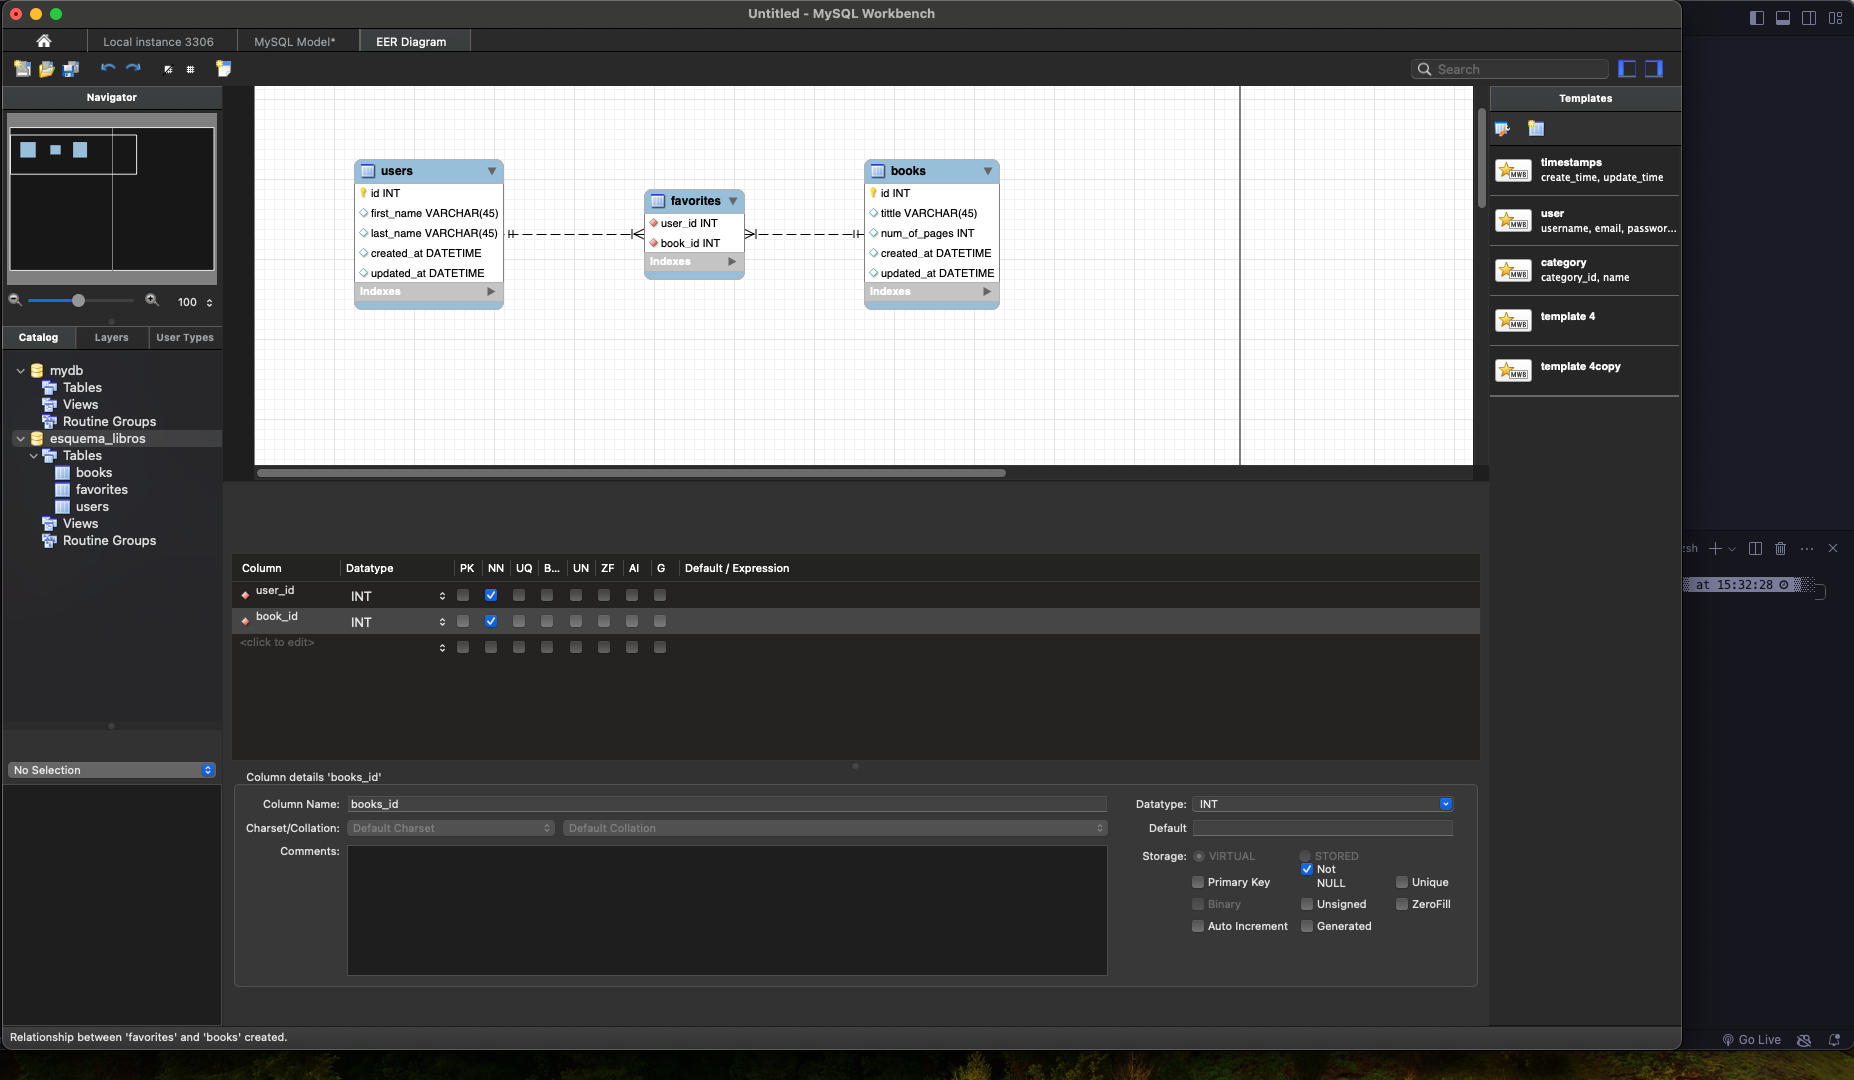 Untitled - MySQL Workbench
Local instance 3306
MySQL Model*
EER Diagram
Search
Navigator
100
Catalog
Layers
User Types
mydb
Tables
Views
Routine Groups
esquema_libros
Tables
books
favorites
users
Views
Routine Groups
No Selection
users
id INT
first_name VARCHAR(45)
last_name VARCHAR(45)
created_at DATETIME
updated_at DATETIME
Indexes
favorites
user_id INT
book_id INT
Indexes
books
id INT
tittle VARCHAR(45)
num_of_pages INT
created_at DATETIME
updated_at DATETIME
Indexes
Templates
timestamps
create_time, update_time
user
username, email, passwor...
category
category_id, name
template 4
template 4copy
MWB
MWB
MWB
MWB
MWB
Column Datatype PK NN UQ B... UN ZF AI G Default / Expression
user_id INT
book_id INT
<click to edit>
Column details 'books_id'
Column Name: books_id
Charset/Collation: Default Charset Default Collation
Comments:
Datatype: INT
Default
Storage: VIRTUAL STORED
Primary Key Not NULL Unique
Binary Unsigned ZeroFill
Auto Increment Generated
Relationship between 'favorites' and 'books' created.
zsh
at 15:32:28
Go Live